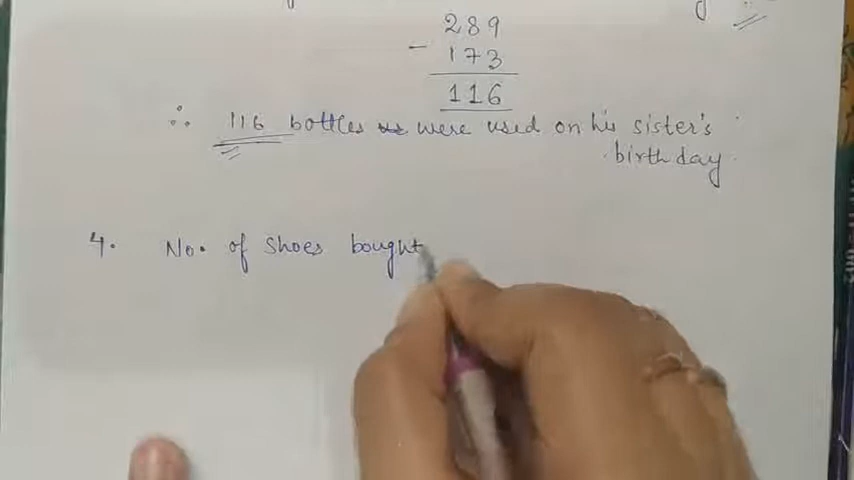 289
- 173
116
∴ 116 bottles were used on his sister's
birthday
4. No. of shoes bought